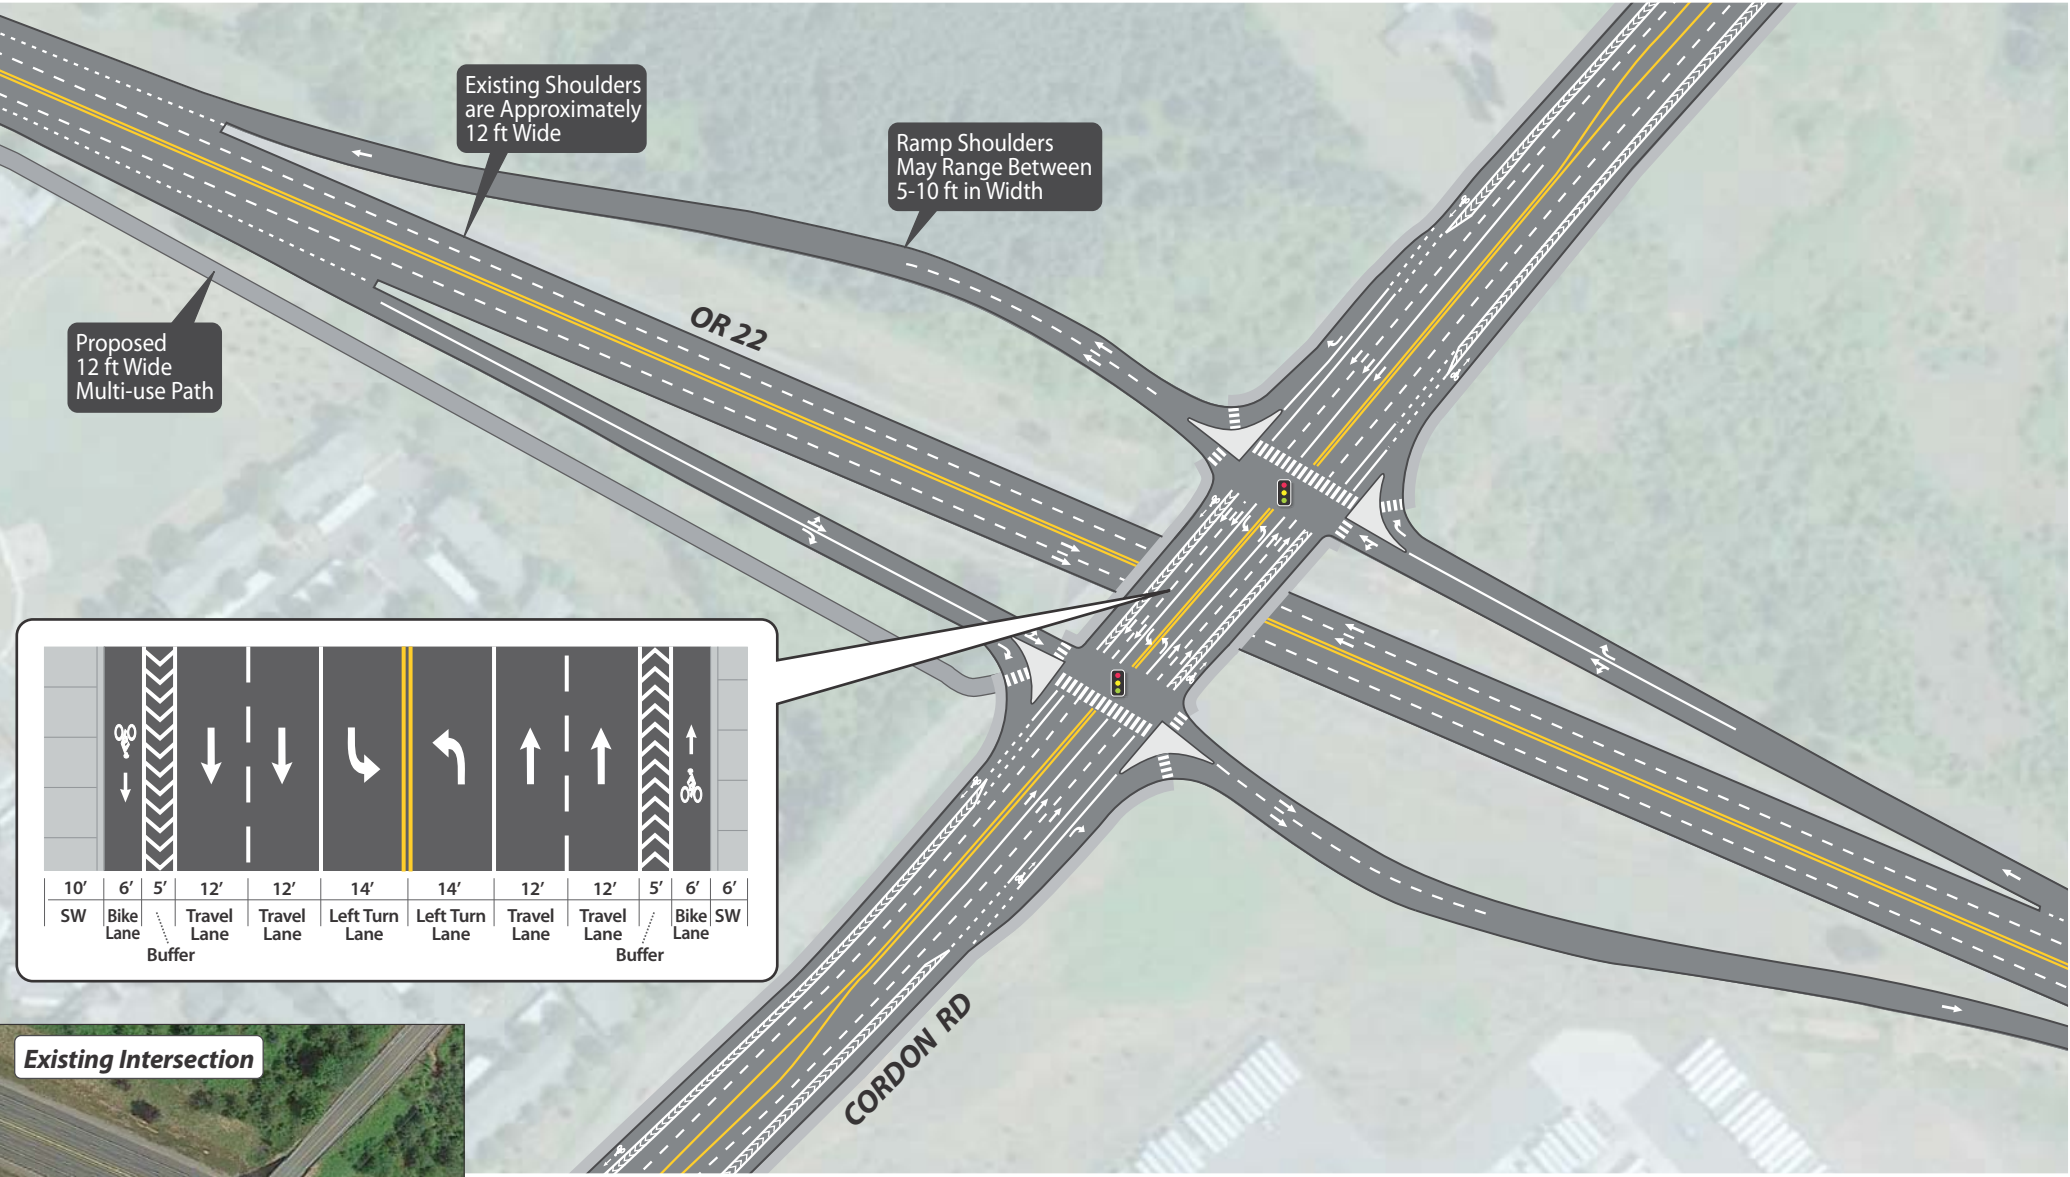 Existing Shoulders
are Approximately
12 ft Wide
Ramp Shoulders
May Range Between
5-10 ft in Width
OR 22
Proposed
12 ft Wide
Multi-use Path
10’ 6’ 5’ 12’ 12’ 14’ 14’ 12’ 12’ 5’ 6’ 6’
SW Bike Lane Buffer Travel Lane Travel Lane Left Turn Lane Left Turn Lane Travel Lane Travel Lane Buffer Bike Lane SW
CORDON RD
Existing Intersection